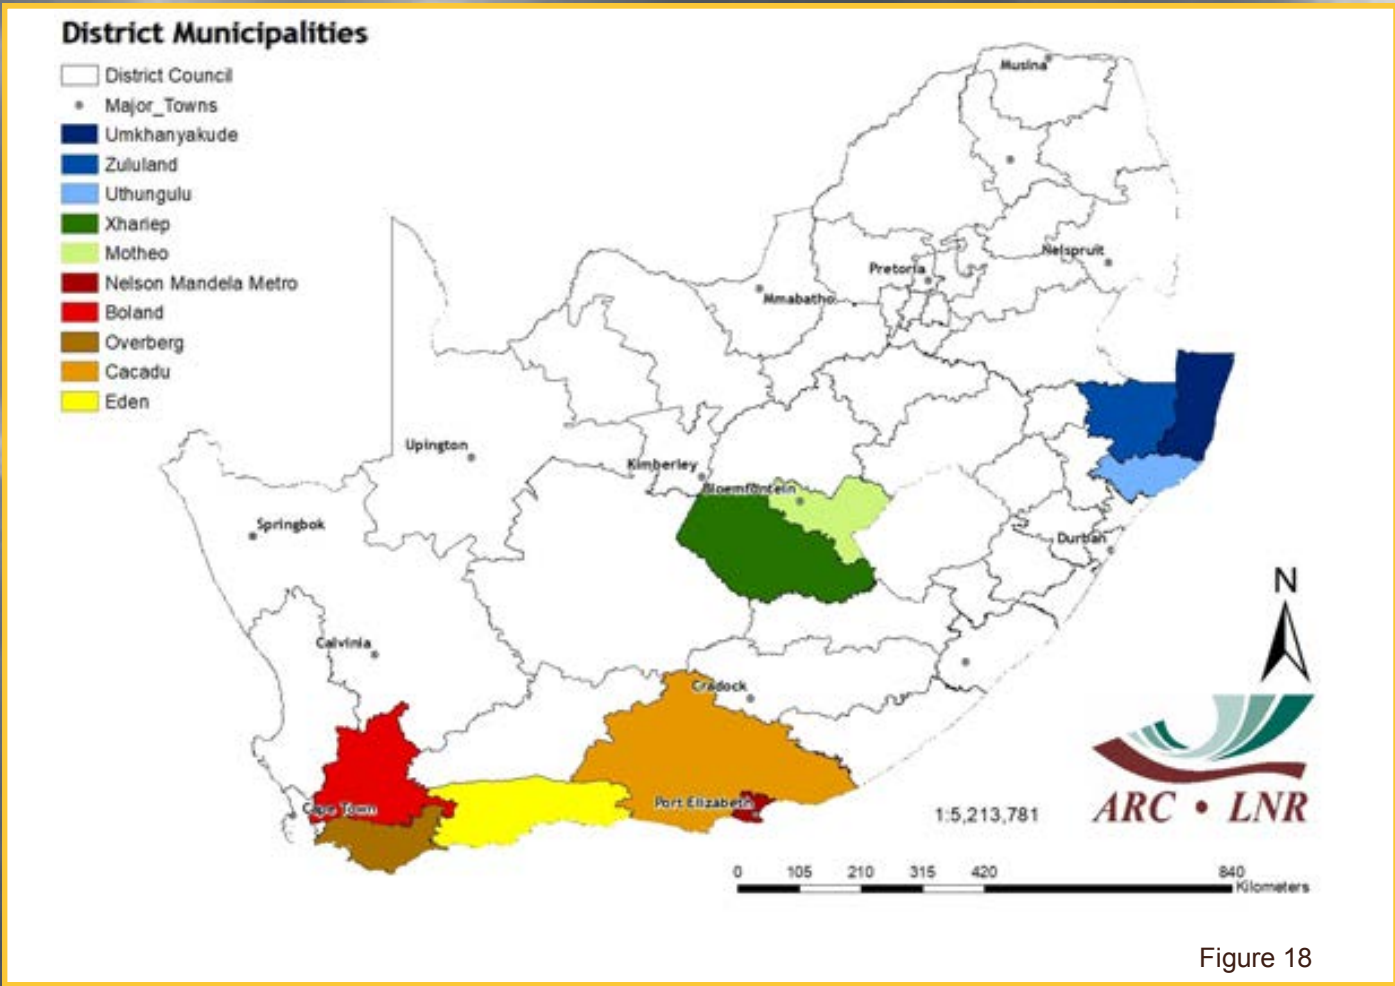 District Municipalities
District Council
Major_Towns
Umkhanyakude
Zululand
Uthungulu
Xhariep
Motheo
Nelson Mandela Metro
Boland
Overberg
Cacadu
Eden
Musina
Nelspruit
Pretoria
Mmabatho
Upington
Kimberley
Bloemfontein
Springbok
Durban
N
Calvinia
Cradock
Cape Town
Port Elizabeth
1:5,213,781
ARC • LNR
0 105 210 315 420 840
Kilometers
Figure 18